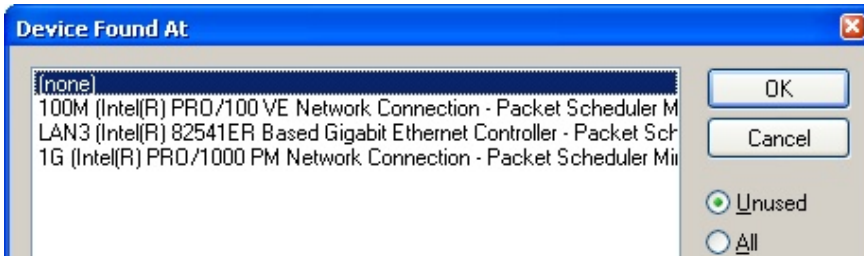 Device Found At
(none)
100M (Intel(R) PRO/100 VE Network Connection - Packet Scheduler M
LAN3 (Intel(R) 82541ER Based Gigabit Ethernet Controller - Packet Sch
1G (Intel(R) PRO/1000 PM Network Connection - Packet Scheduler Mii
OK
Cancel
Unused
All